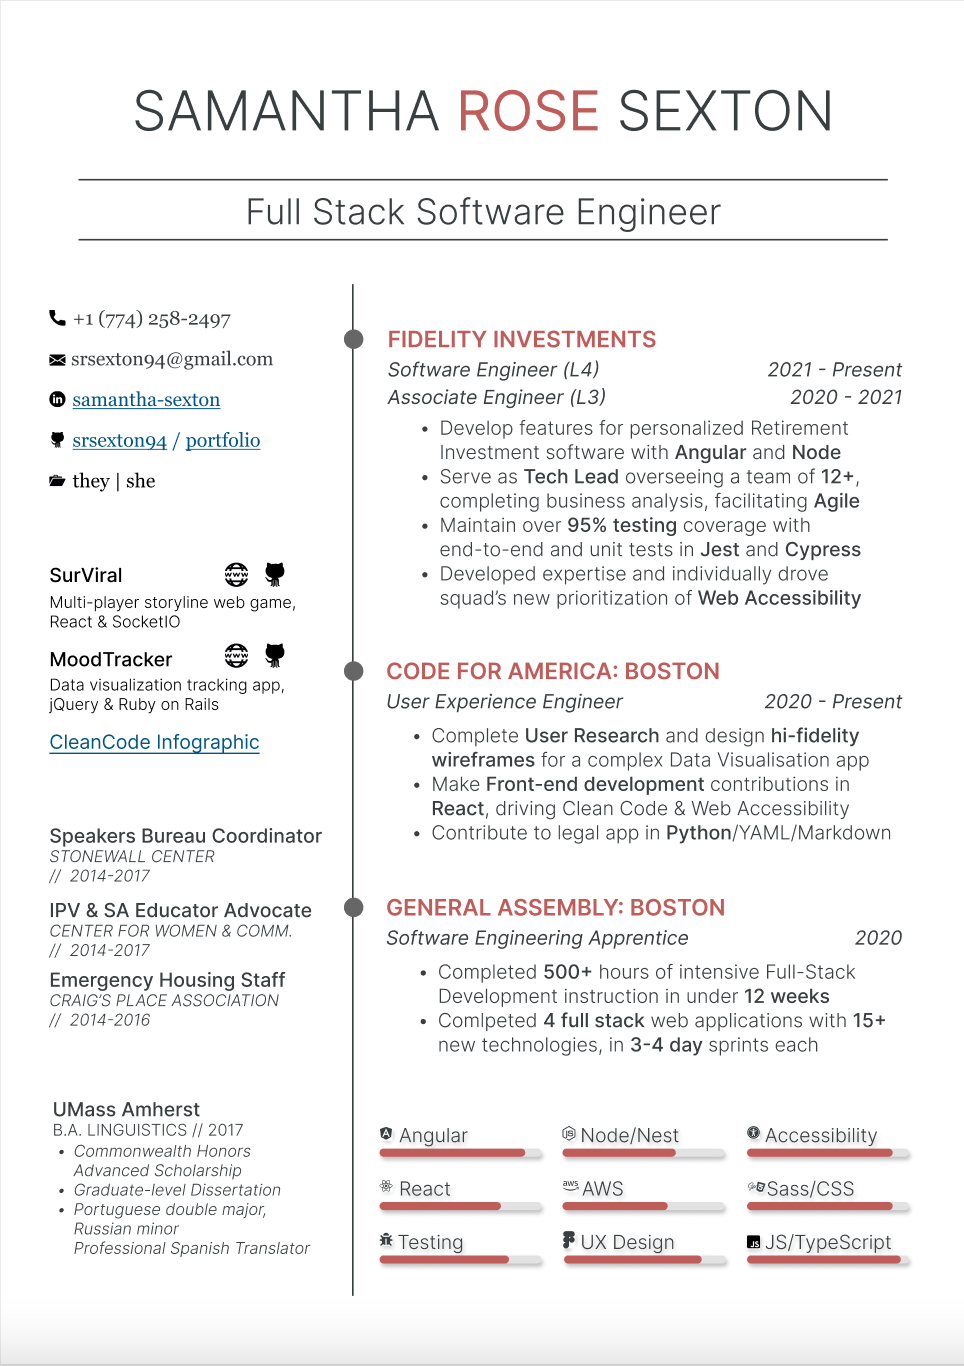 SAMANTHA ROSE SEXTON
Full Stack Software Engineer
+1 (774) 258-2497
srsexton94@gmail.com
samantha-sexton
srsexton94 / portfolio
they | she
SurViral
Multi-player storyline web game,
React & SocketIO
MoodTracker
Data visualization tracking app,
jQuery & Ruby on Rails
CleanCode Infographic
Speakers Bureau Coordinator
STONEWALL CENTER
// 2014-2017
IPV & SA Educator Advocate
CENTER FOR WOMEN & COMM.
// 2014-2017
Emergency Housing Staff
CRAIG'S PLACE ASSOCIATION
// 2014-2016
UMass Amherst
B.A. LINGUISTICS // 2017
• Commonwealth Honors
Advanced Scholarship
• Graduate-level Dissertation
• Portuguese double major,
Russian minor
Professional Spanish Translator
FIDELITY INVESTMENTS
Software Engineer (L4) 2021 - Present
Associate Engineer (L3) 2020 - 2021
• Develop features for personalized Retirement
Investment software with Angular and Node
• Serve as Tech Lead overseeing a team of 12+,
completing business analysis, facilitating Agile
• Maintain over 95% testing coverage with
end-to-end and unit tests in Jest and Cypress
• Developed expertise and individually drove
squad's new prioritization of Web Accessibility
CODE FOR AMERICA: BOSTON
User Experience Engineer 2020 - Present
• Complete User Research and design hi-fidelity
wireframes for a complex Data Visualisation app
• Make Front-end development contributions in
React, driving Clean Code & Web Accessibility
• Contribute to legal app in Python/YAML/Markdown
GENERAL ASSEMBLY: BOSTON
Software Engineering Apprentice 2020
• Completed 500+ hours of intensive Full-Stack
Development instruction in under 12 weeks
• Comlpeted 4 full stack web applications with 15+
new technologies, in 3-4 day sprints each
Angular Node/Nest Accessibility
React aws AWS Sass/CSS
Testing UX Design JS JS/TypeScript